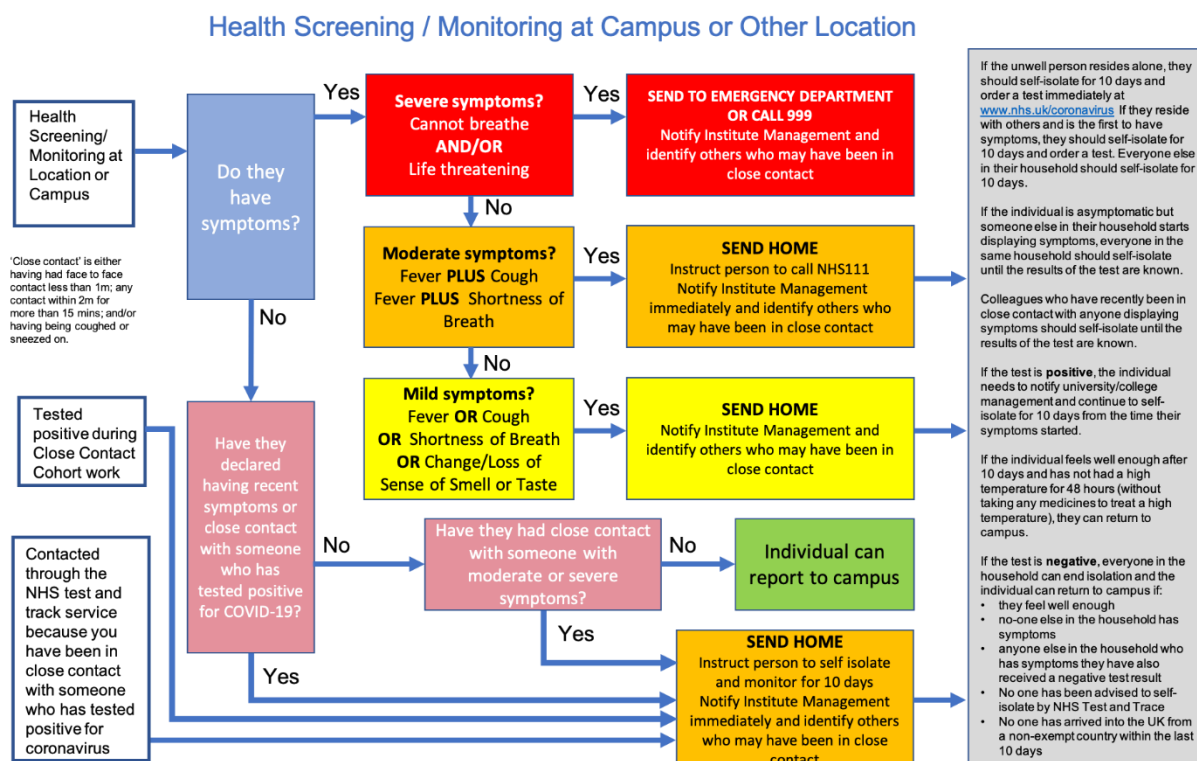 Health Screening / Monitoring at Campus or Other Location
Health
Screening/
Monitoring at
Location or
Campus
'Close contact' is either
having had face to face
contact less than 1m; any
contact within 2m for
more than 15 mins; and/or
having being coughed or
sneezed on.
Do they
have
symptoms?
Yes
Severe symptoms?
Cannot breathe
AND/OR
Life threatening
Yes
SEND TO EMERGENCY DEPARTMENT
OR CALL 999
Notify Institute Management and
identify others who may have been in
close contact
No
Moderate symptoms?
Fever PLUS Cough
Fever PLUS Shortness of
Breath
Yes
SEND HOME
Instruct person to call NHS111
Notify Institute Management
immediately and identify others who
may have been in close contact
No
No
Mild symptoms?
Fever OR Cough
OR Shortness of Breath
OR Change/Loss of
Sense of Smell or Taste
Yes
SEND HOME
Notify Institute Management and
identify others who may have been in
close contact
Tested
positive during
Close Contact
Cohort work
Have they
declared
having recent
symptoms or
close contact
with someone
who has
tested positive
for COVID-19?
No
Have they had close contact
with someone with
moderate or severe
symptoms?
No
Individual can
report to campus
Contacted
through the
NHS test and
track service
because you
have been in
close contact
with someone
who has tested
positive for
coronavirus
Yes
Yes
SEND HOME
Instruct person to self isolate
and monitor for 10 days
Notify Institute Management
immediately and identify others
who may have been in close
contact
If the unwell person resides alone, they
should self-isolate for 10 days and
order a test immediately at
www.nhs.uk/coronavirus If they reside
with others and is the first to have
symptoms, they should self-isolate for
10 days and order a test. Everyone else
in their household should self-isolate for
10 days.
If the individual is asymptomatic but
someone else in their household starts
displaying symptoms, everyone in the
same household should self-isolate
until the results of the test are known.
Colleagues who have recently been in
close contact with anyone displaying
symptoms should self-isolate until the
results of the test are known.
If the test is positive, the individual
needs to notify university/college
management and continue to self-
isolate for 10 days from the time their
symptoms started.
If the individual feels well enough after
10 days and has not had a high
temperature for 48 hours (without
taking any medicines to treat a high
temperature), they can return to
campus.
If the test is negative, everyone in the
household can end isolation and the
individual can return to campus if:
• they feel well enough
• no-one else in the household has
symptoms
• anyone else in the household who
has symptoms they have also
received a negative test result
• No one has been advised to self-
isolate by NHS Test and Trace
• No one has arrived into the UK from
a non-exempt country within the last
10 days